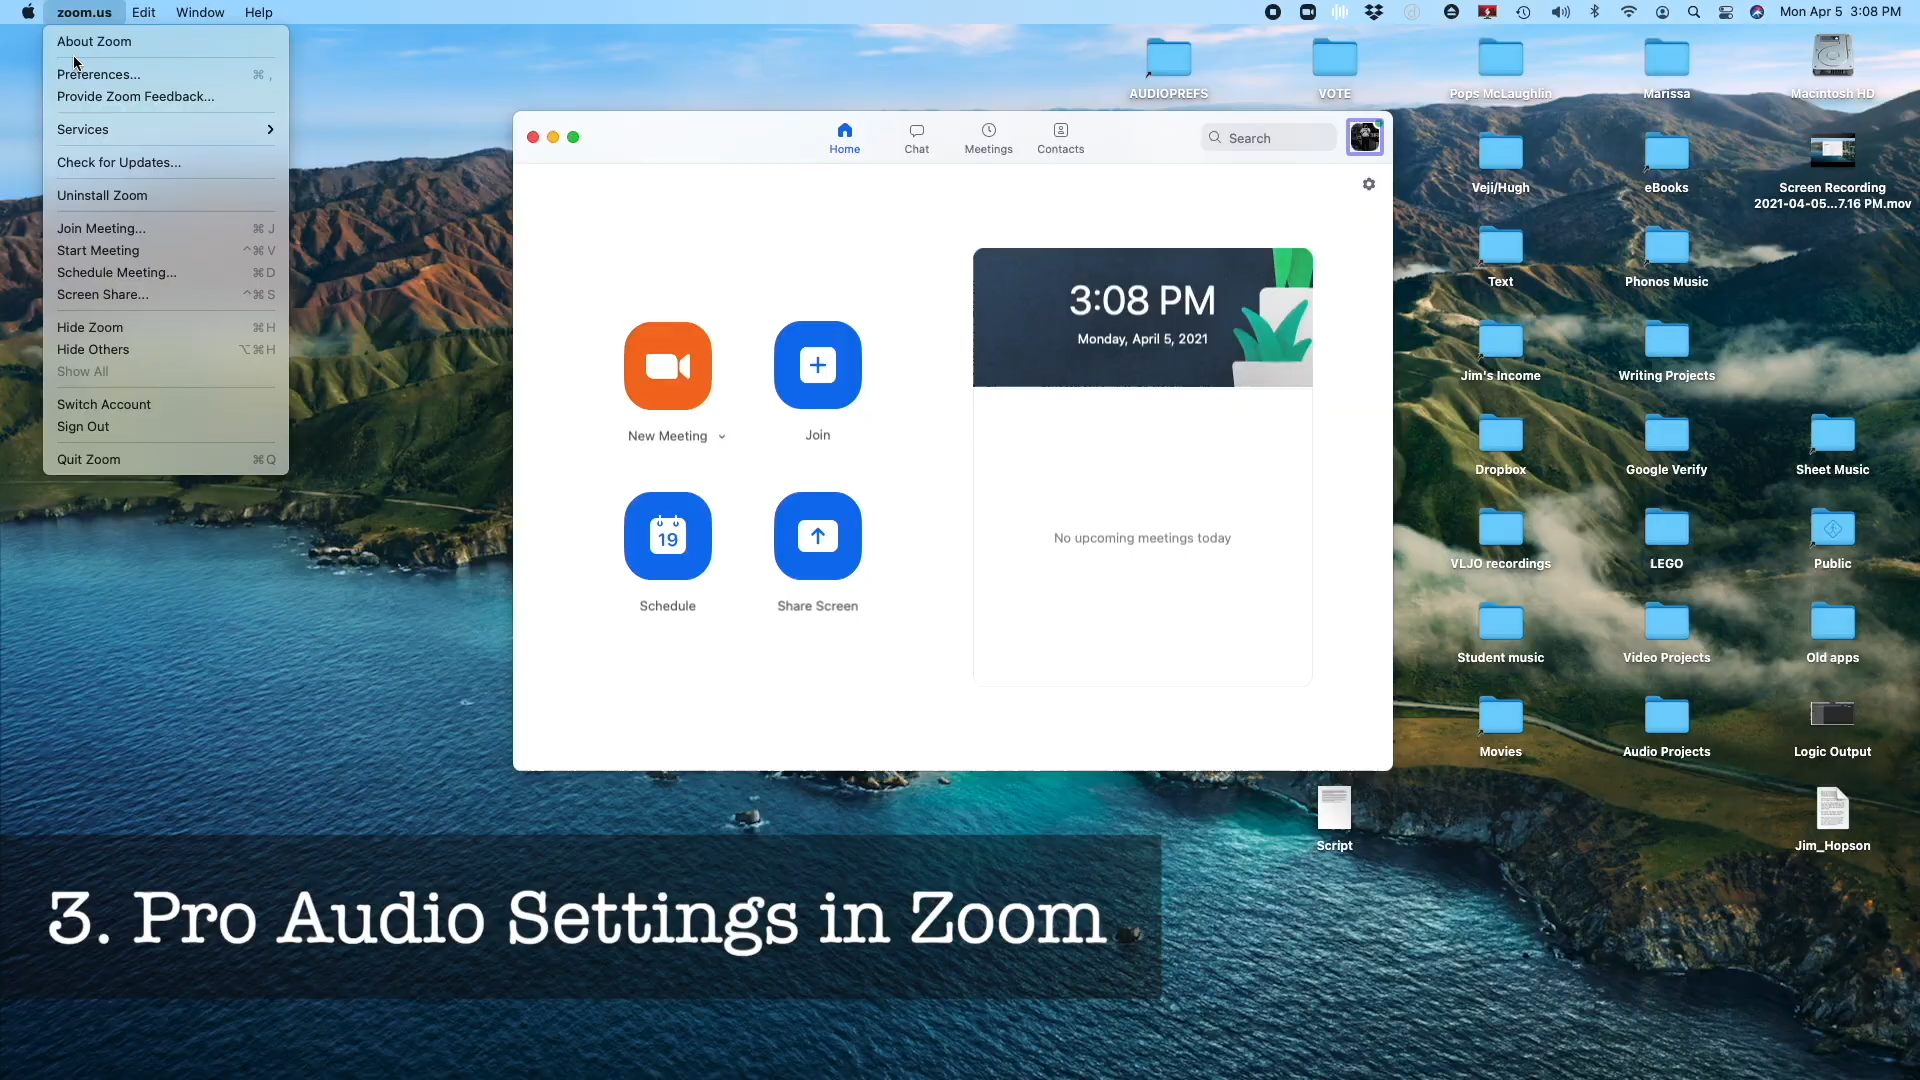 zoom.us Edit Window Help
Mon Apr 5 3:08 PM
About Zoom
Preferences... ⌘ ,
Provide Zoom Feedback...
Services
Check for Updates...
Uninstall Zoom
Join Meeting... ⌘ J
Start Meeting ^⌘ V
Schedule Meeting... ⌘ D
Screen Share... ^⌘ S
Hide Zoom ⌘ H
Hide Others ⌥⌘ H
Show All
Switch Account
Sign Out
Quit Zoom ⌘ Q
Home
Chat
Meetings
Contacts
Search
New Meeting
Join
19
Schedule
Share Screen
3:08 PM
Monday, April 5, 2021
No upcoming meetings today
AUDIOPREFS
VOTE
Pops McLaughlin
Marissa
Macintosh HD
Veji/Hugh
eBooks
Screen Recording
2021-04-05...7.16 PM.mov
Text
Phonos Music
Jim's Income
Writing Projects
Dropbox
Google Verify
Sheet Music
VLJO recordings
LEGO
Public
Student music
Video Projects
Old apps
Movies
Audio Projects
Logic Output
Script
Jim_Hopson
3. Pro Audio Settings in Zoom